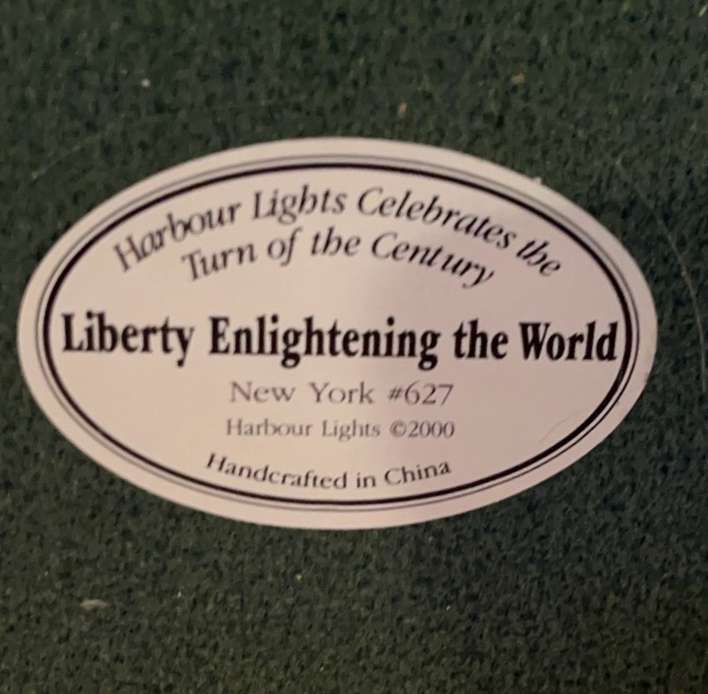 Harbour Lights Celebrates the
Turn of the Century
Liberty Enlightening the World
New York #627
Harbour Lights ©2000
Handcrafted in China